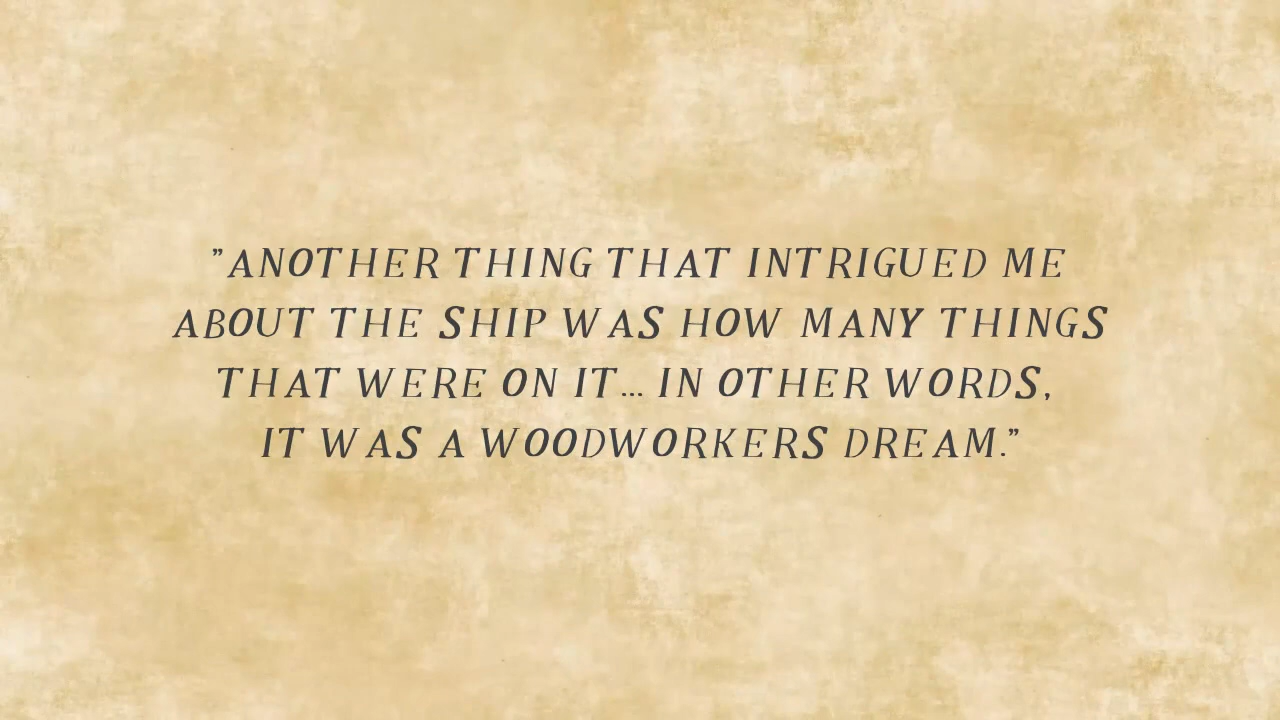 "ANOTHER THING THAT INTRIGUED ME
ABOUT THE SHIP WAS HOW MANY THINGS
THAT WERE ON IT... IN OTHER WORDS,
IT WAS A WOODWORKERS DREAM."